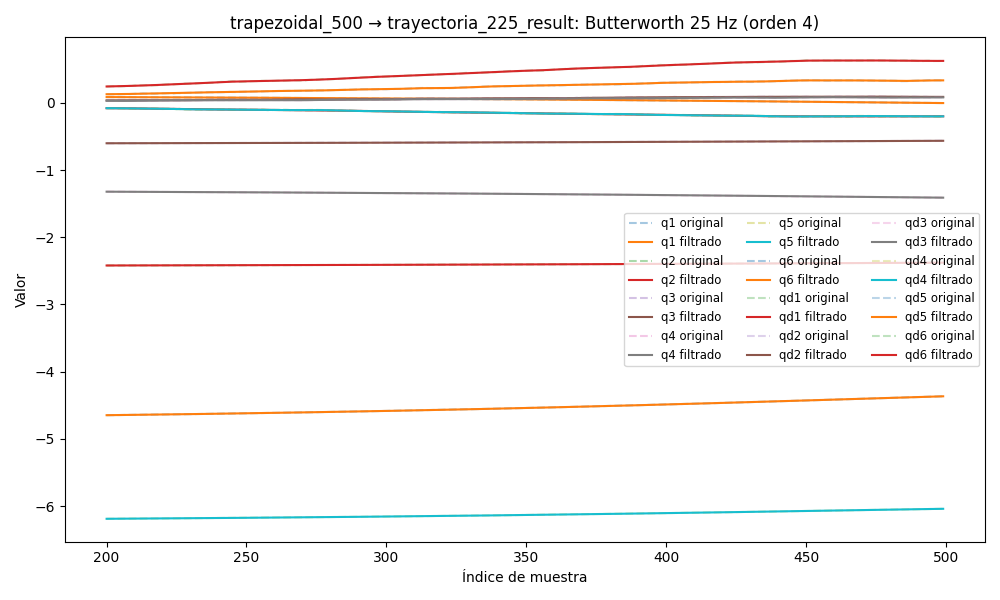 trapezoidal_500 → trayectoria_225_result: Butterworth 25 Hz (orden 4)
Valor
0
−1
−2
−3
−4
−5
−6
q1 original
q1 filtrado
q2 original
q2 filtrado
q3 original
q3 filtrado
q4 original
q4 filtrado
q5 original
q5 filtrado
q6 original
q6 filtrado
qd1 original
qd1 filtrado
qd2 original
qd2 filtrado
qd3 original
qd3 filtrado
qd4 original
qd4 filtrado
qd5 original
qd5 filtrado
qd6 original
qd6 filtrado
200 250 300 350 400 450 500
Índice de muestra